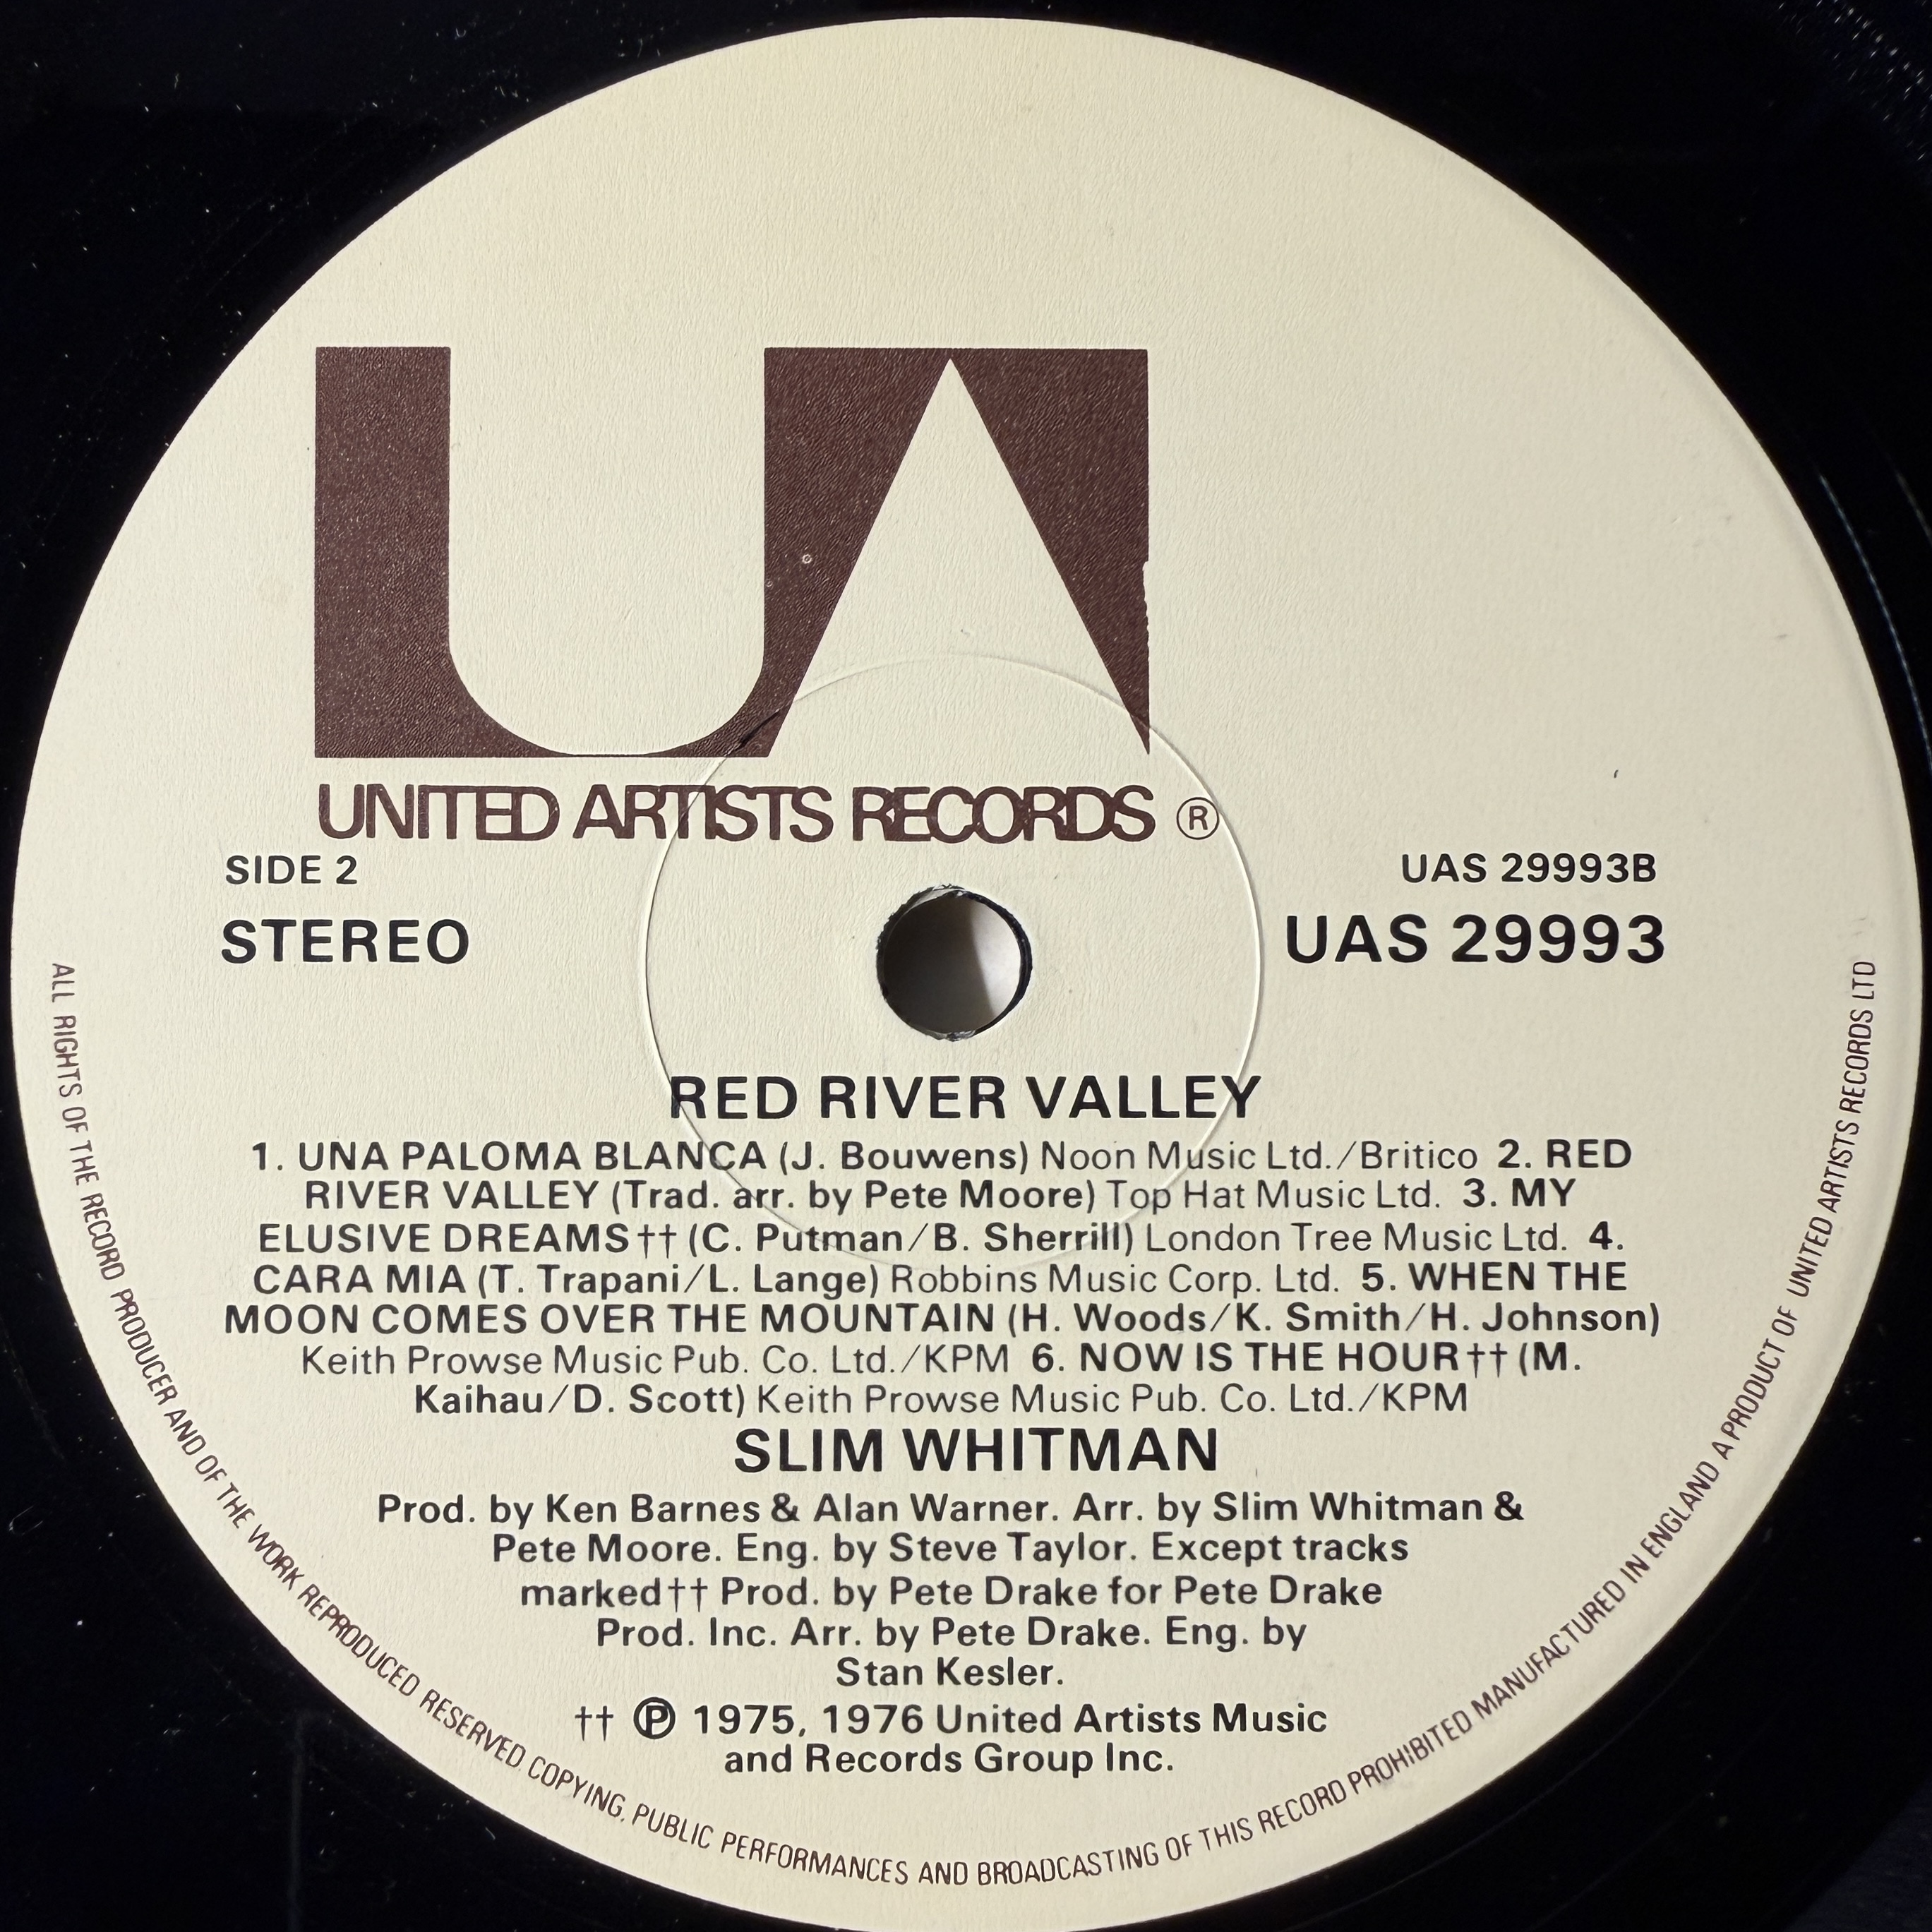 UA
UNITED ARTISTS RECORDS ®
SIDE 2
UAS 29993B
STEREO
UAS 29993
RED RIVER VALLEY
1. UNA PALOMA BLANCA (J. Bouwens) Noon Music Ltd./Britico 2. RED
RIVER VALLEY (Trad. arr. by Pete Moore) Top Hat Music Ltd. 3. MY
ELUSIVE DREAMS†† (C. Putman/B. Sherrill) London Tree Music Ltd. 4.
CARA MIA (T. Trapani/L. Lange) Robbins Music Corp. Ltd. 5. WHEN THE
MOON COMES OVER THE MOUNTAIN (H. Woods/K. Smith/H. Johnson)
Keith Prowse Music Pub. Co. Ltd./KPM 6. NOW IS THE HOUR†† (M.
Kaihau/D. Scott) Keith Prowse Music Pub. Co. Ltd./KPM
SLIM WHITMAN
Prod. by Ken Barnes & Alan Warner. Arr. by Slim Whitman &
Pete Moore. Eng. by Steve Taylor. Except tracks
marked†† Prod. by Pete Drake for Pete Drake
Prod. Inc. Arr. by Pete Drake. Eng. by
Stan Kesler.
†† ℗ 1975, 1976 United Artists Music
and Records Group Inc.
ALL RIGHTS OF THE RECORD PRODUCER AND OF THE WORK REPRODUCED RESERVED. COPYING, PUBLIC PERFORMANCES AND BROADCASTING OF THIS RECORD PROHIBITED MANUFACTURED IN ENGLAND A PRODUCT OF UNITED ARTISTS RECORDS LTD